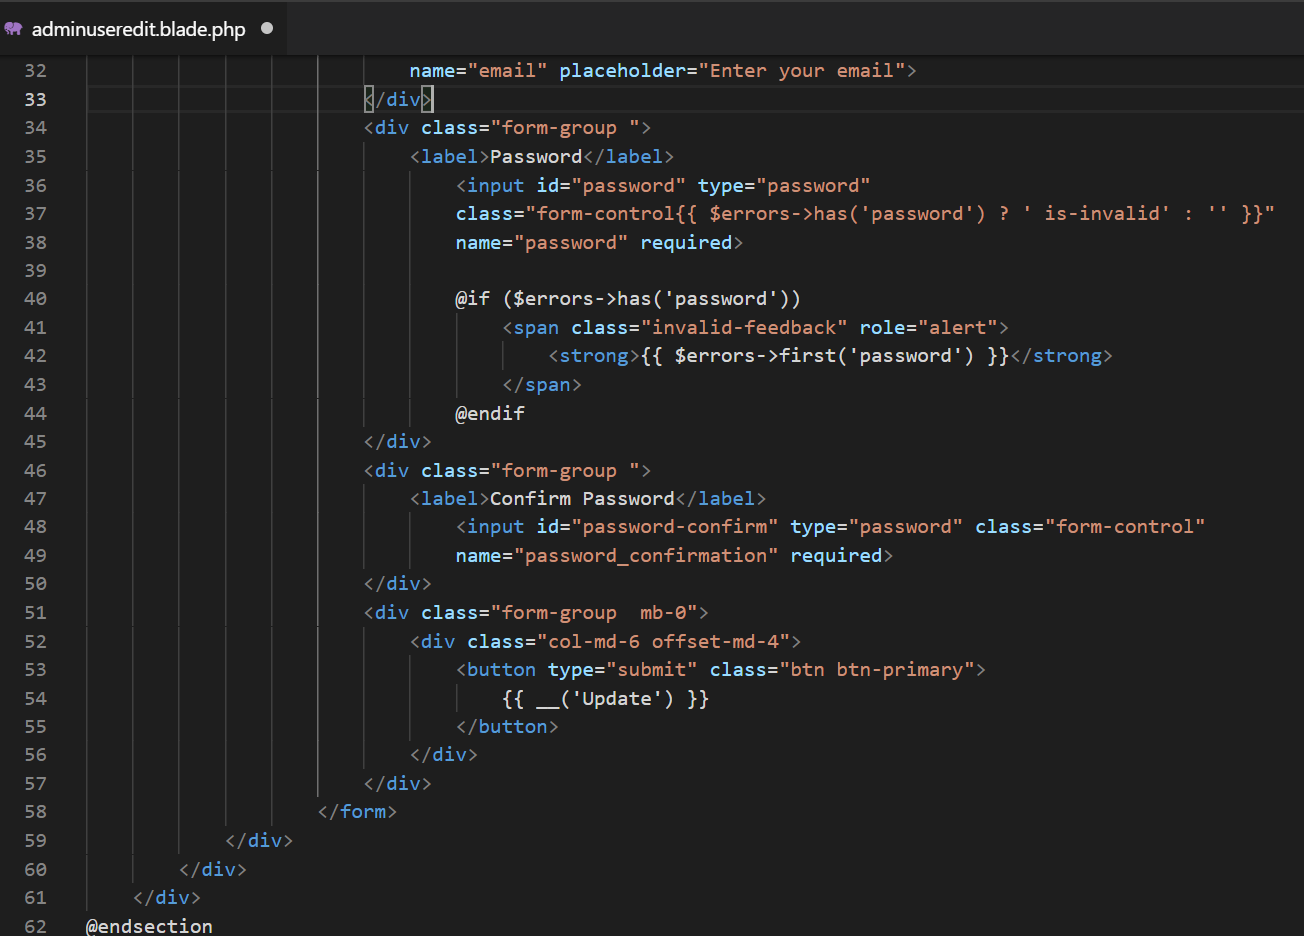 adminuseredit.blade.php
32 name="email" placeholder="Enter your email">
33 </div>
34 <div class="form-group ">
35 <label>Password</label>
36 <input id="password" type="password"
37 class="form-control{{ $errors->has('password') ? ' is-invalid' : '' }}"
38 name="password" required>
39
40 @if ($errors->has('password'))
41 <span class="invalid-feedback" role="alert">
42 <strong>{{ $errors->first('password') }}</strong>
43 </span>
44 @endif
45 </div>
46 <div class="form-group ">
47 <label>Confirm Password</label>
48 <input id="password-confirm" type="password" class="form-control"
49 name="password_confirmation" required>
50 </div>
51 <div class="form-group  mb-0">
52 <div class="col-md-6 offset-md-4">
53 <button type="submit" class="btn btn-primary">
54 {{ __('Update') }}
55 </button>
56 </div>
57 </div>
58 </form>
59 </div>
60 </div>
61 </div>
62 @endsection